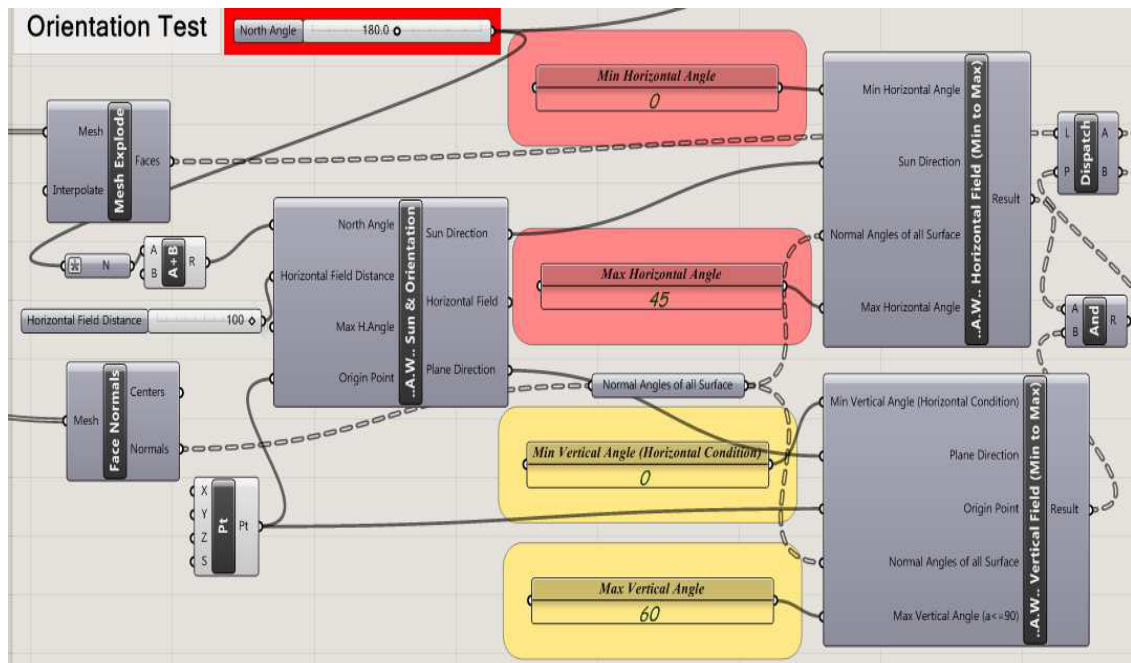 Orientation Test
North Angle
180.0
Min Horizontal Angle
0
Min Horizontal Angle
Sun Direction
Normal Angles of all Surface
Max Horizontal Angle
..A.W.. Horizontal Field (Min to Max)
Result
L
P
Dispatch
A
B
Mesh
Interpolate
Mesh Explode
Faces
N
A
B
A+B
R
North Angle
Horizontal Field Distance
Max H.Angle
Origin Point
..A.W.. Sun & Orientation
Sun Direction
Horizontal Field
Plane Direction
Max Horizontal Angle
45
A
B
And
R
Horizontal Field Distance
100
Mesh
Face Normals
Centers
Normals
Normal Angles of all Surface
Min Vertical Angle (Horizontal Condition)
0
Min Vertical Angle (Horizontal Condition)
Plane Direction
Origin Point
Normal Angles of all Surface
Max Vertical Angle (a<=90)
..A.W.. Vertical Field (Min to Max)
Result
X
Y
Z
S
Pt
Pt
Max Vertical Angle
60